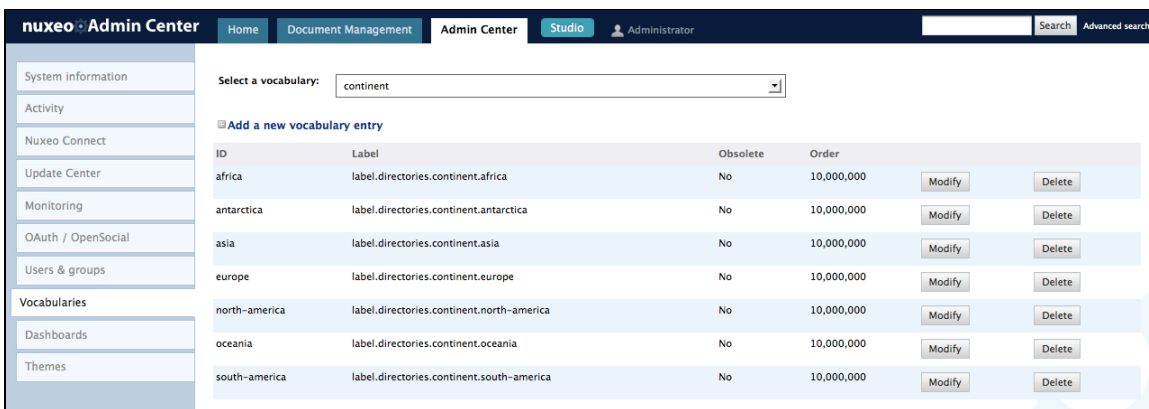 nuxeo Admin Center Home Document Management Admin Center Studio Administrator Search Advanced search
System information
Activity
Nuxeo Connect
Update Center
Monitoring
OAuth / OpenSocial
Users & groups
Vocabularies
Dashboards
Themes
Select a vocabulary: continent
Add a new vocabulary entry
ID Label Obsolete Order
africa label.directories.continent.africa No 10,000,000 Modify Delete
antarctica label.directories.continent.antarctica No 10,000,000 Modify Delete
asia label.directories.continent.asia No 10,000,000 Modify Delete
europe label.directories.continent.europe No 10,000,000 Modify Delete
north-america label.directories.continent.north-america No 10,000,000 Modify Delete
oceania label.directories.continent.oceania No 10,000,000 Modify Delete
south-america label.directories.continent.south-america No 10,000,000 Modify Delete